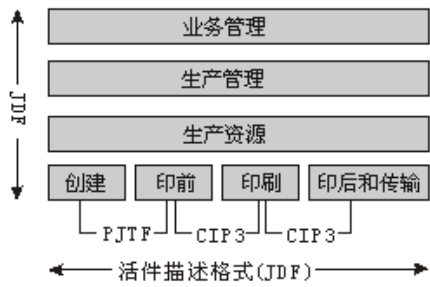 业务管理
生产管理
JDF
生产资源
创建 印前 印刷 印后和传输
PJTF CIP3 CIP3
活件描述格式(JDF)